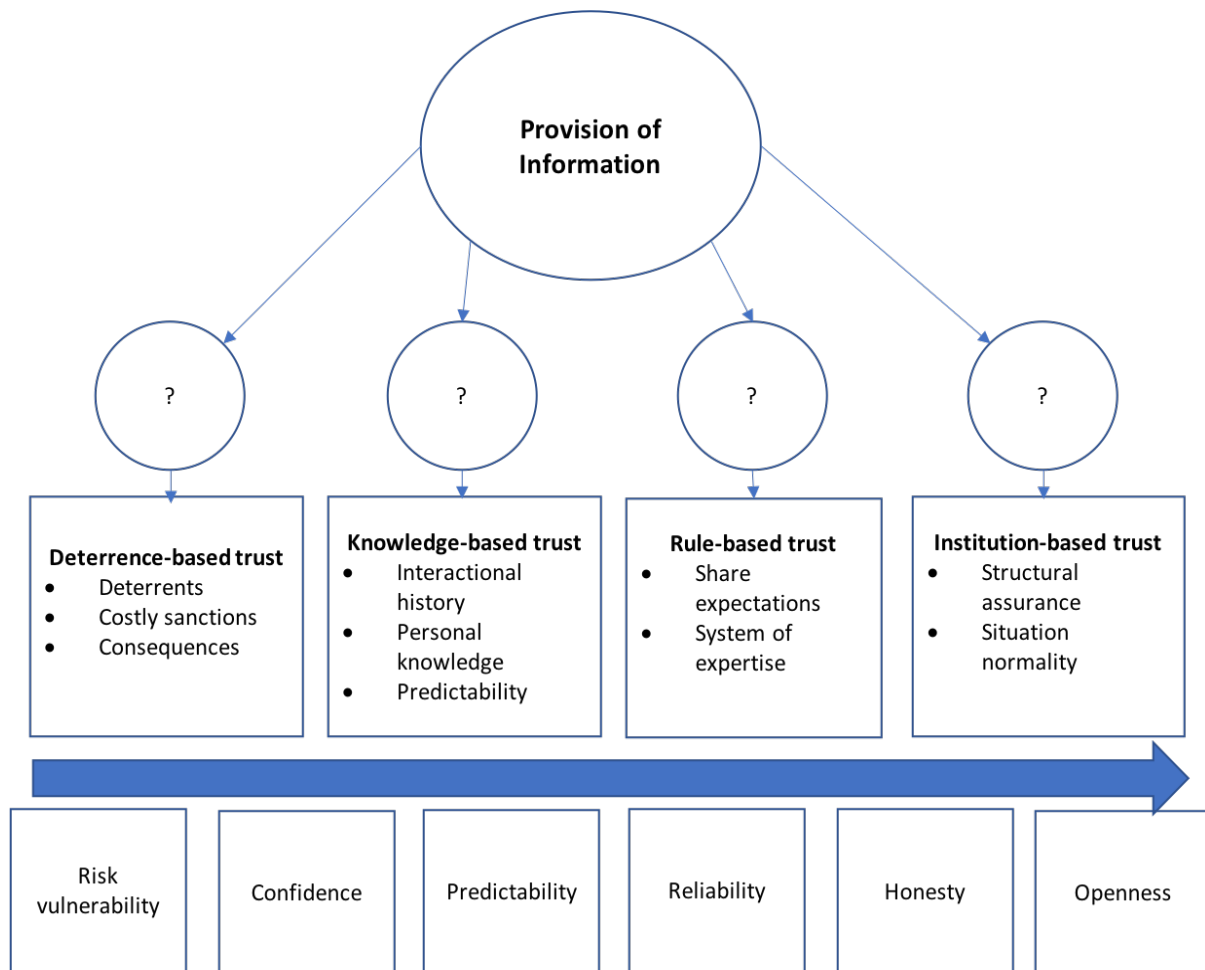 Provision of
Information
?
?
?
?
Deterrence-based trust
• Deterrents
• Costly sanctions
• Consequences
Knowledge-based trust
• Interactional
history
• Personal
knowledge
• Predictability
Rule-based trust
• Share
expectations
• System of
expertise
Institution-based trust
• Structural
assurance
• Situation
normality
Risk
vulnerability
Confidence
Predictability
Reliability
Honesty
Openness